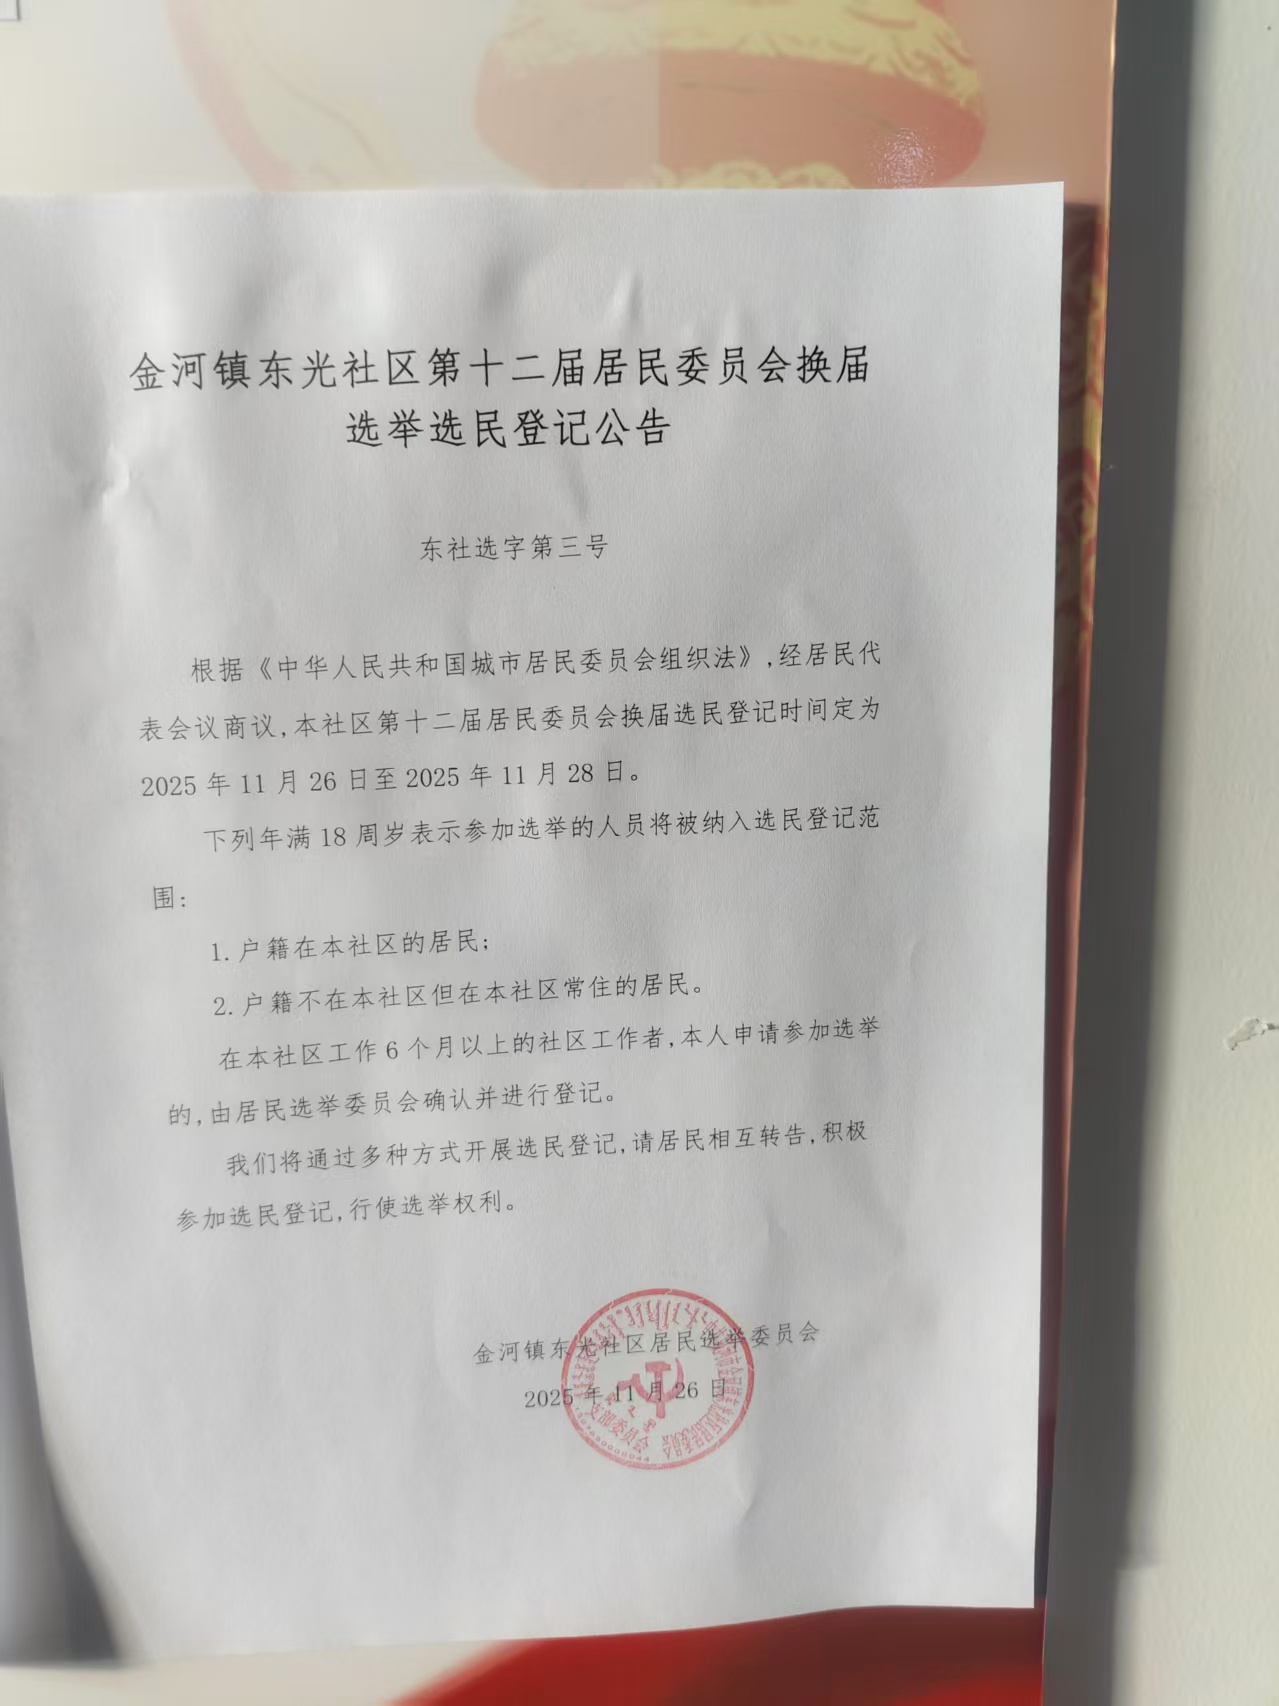 金河镇东光社区第十二届居民委员会换届
选举选民登记公告
东社选字第三号
根据《中华人民共和国城市居民委员会组织法》,经居民代
表会议商议,本社区第十二届居民委员会换届选民登记时间定为
2025年11月26日至2025年11月28日。
下列年满18周岁表示参加选举的人员将被纳入选民登记范
围:
1.户籍在本社区的居民;
2.户籍不在本社区但在本社区常住的居民。
在本社区工作6个月以上的社区工作者,本人申请参加选举
的,由居民选举委员会确认并进行登记。
我们将通过多种方式开展选民登记,请居民相互转告,积极
参加选民登记,行使选举权利。
金河镇东光社区居民选举委员会
2025年11月26日
支部委员会